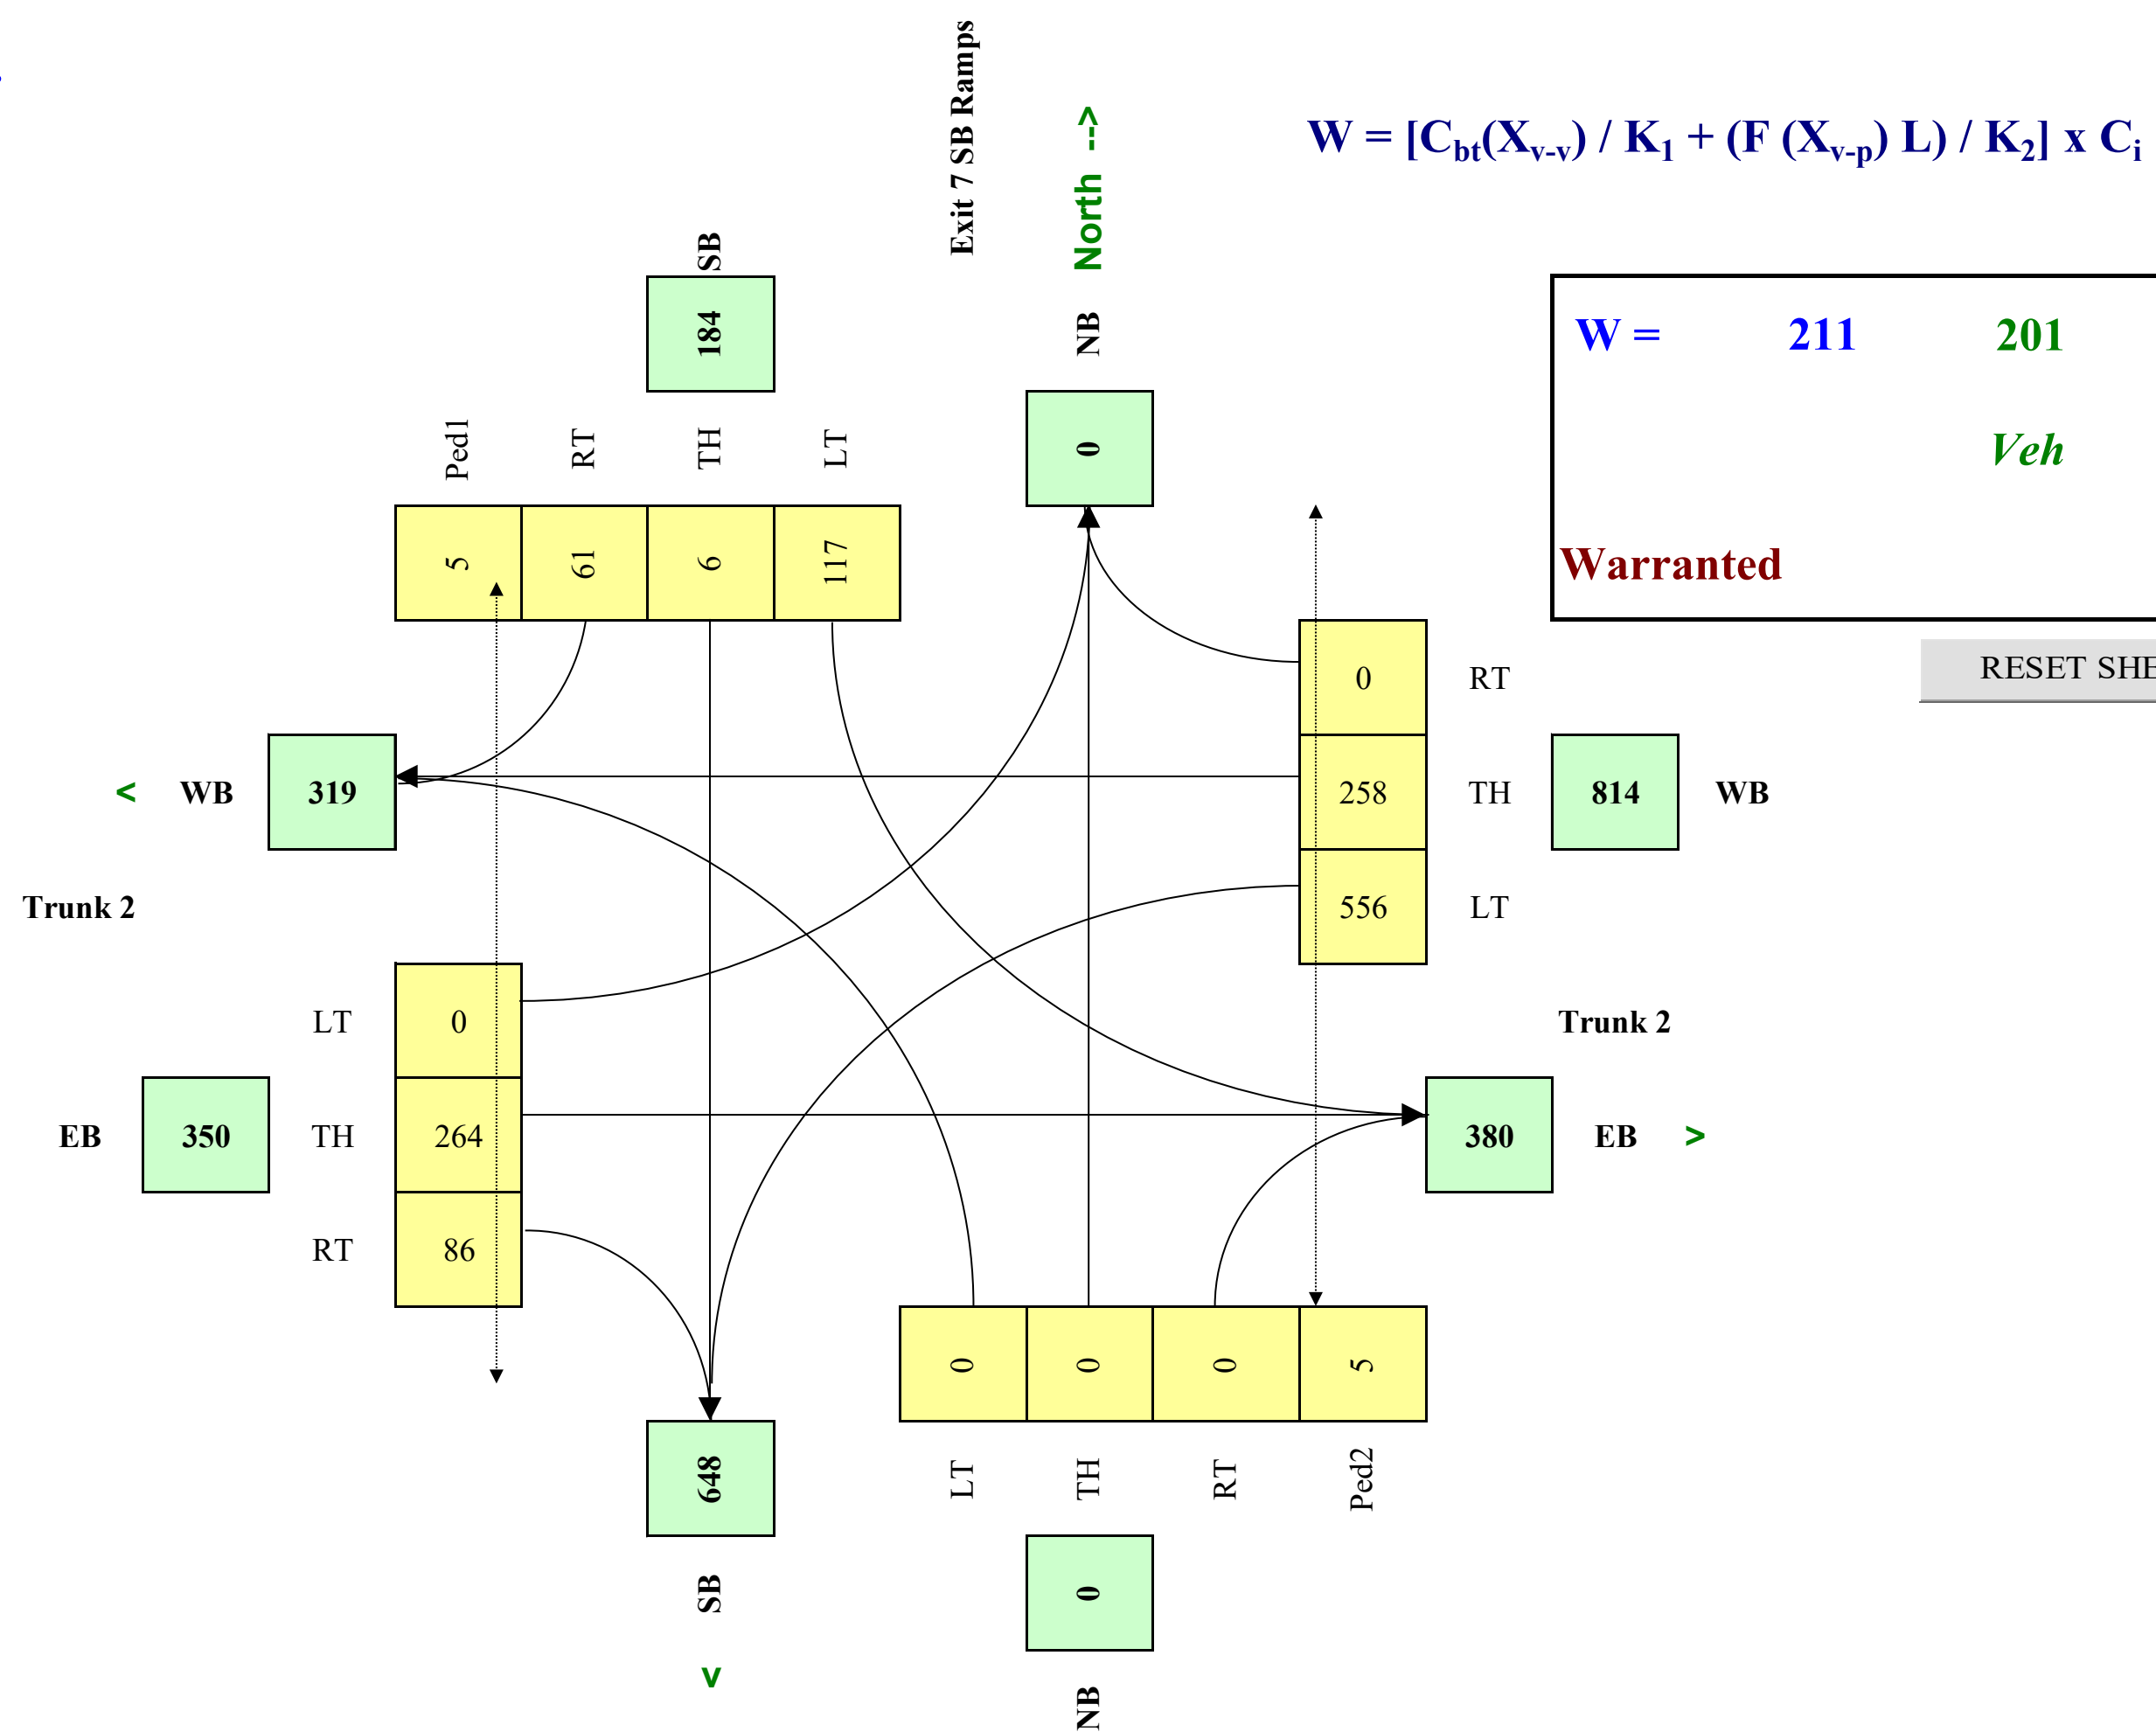 Exit 7 SB Ramps
North -->
W = [Cbt(Xv-v) / K1 + (F (Xv-p) L) / K2] x Ci
SB
184
NB
0
W = 211 201
Veh
Warranted
Ped1 RT TH LT
5 61 6 117
RESET SHE
0 RT
< WB 319
258 TH 814 WB
556 LT
Trunk 2
LT 0
Trunk 2
EB 350 TH 264
380 EB >
RT 86
0 0 0 5
LT TH RT Ped2
648
SB
<
0
NB